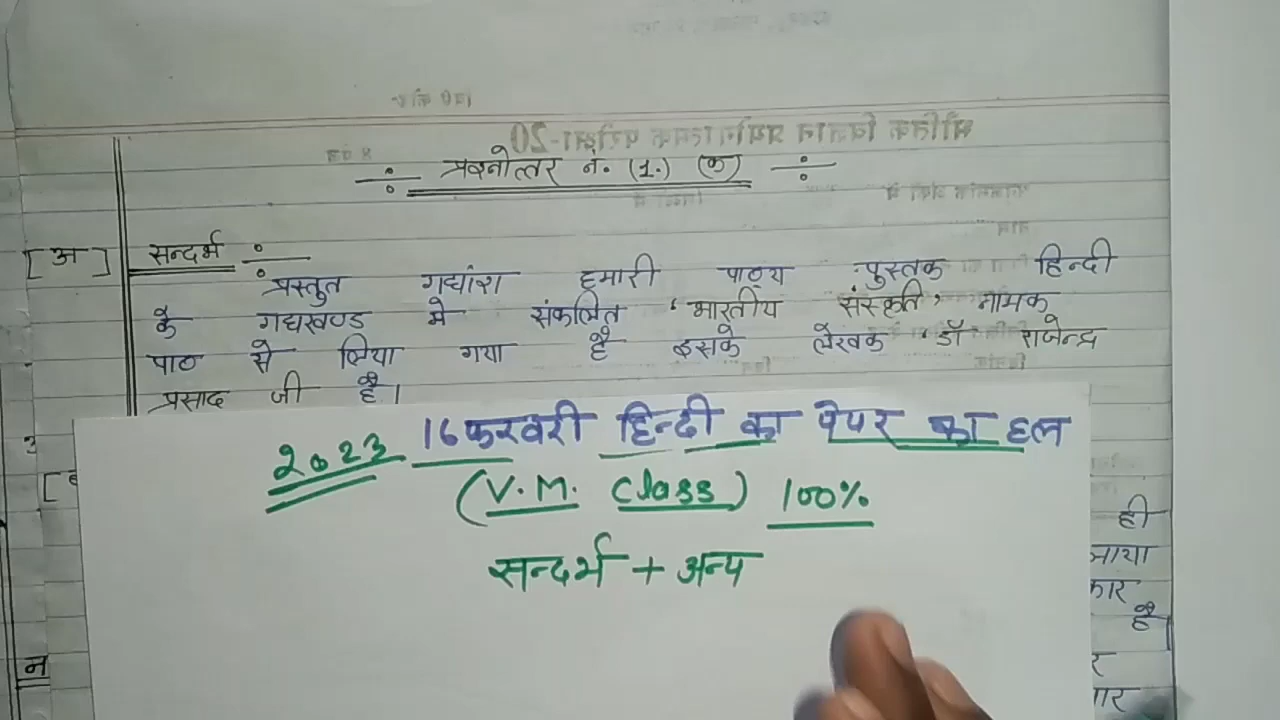 प्रश्नोत्तर नं. (1.) (क)
[अ] सन्दर्भ
प्रस्तुत गद्यांश हमारी पाठ्य पुस्तक हिन्दी
के गद्यखण्ड मे संकलित 'भारतीय संस्कृति' नामक
पाठ से लिया गया है इसके लेखक 'डॉ राजेन्द्र
प्रसाद जी है।
2023 16 फरवरी हिन्दी का पेपर का हल
(V.M. Class) 100%
सन्दर्भ + अन्य
ही
है